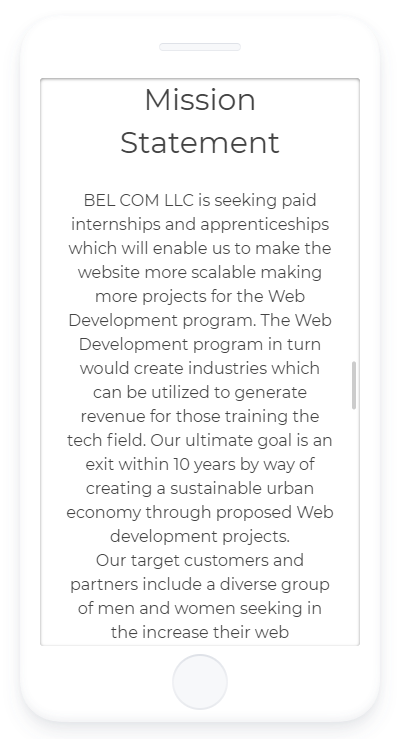 Mission
Statement
BEL COM LLC is seeking paid
internships and apprenticeships
which will enable us to make the
website more scalable making
more projects for the Web
Development program. The Web
Development program in turn
would create industries which
can be utilized to generate
revenue for those training the
tech field. Our ultimate goal is an
exit within 10 years by way of
creating a sustainable urban
economy through proposed Web
development projects.
Our target customers and
partners include a diverse group
of men and women seeking in
the increase their web